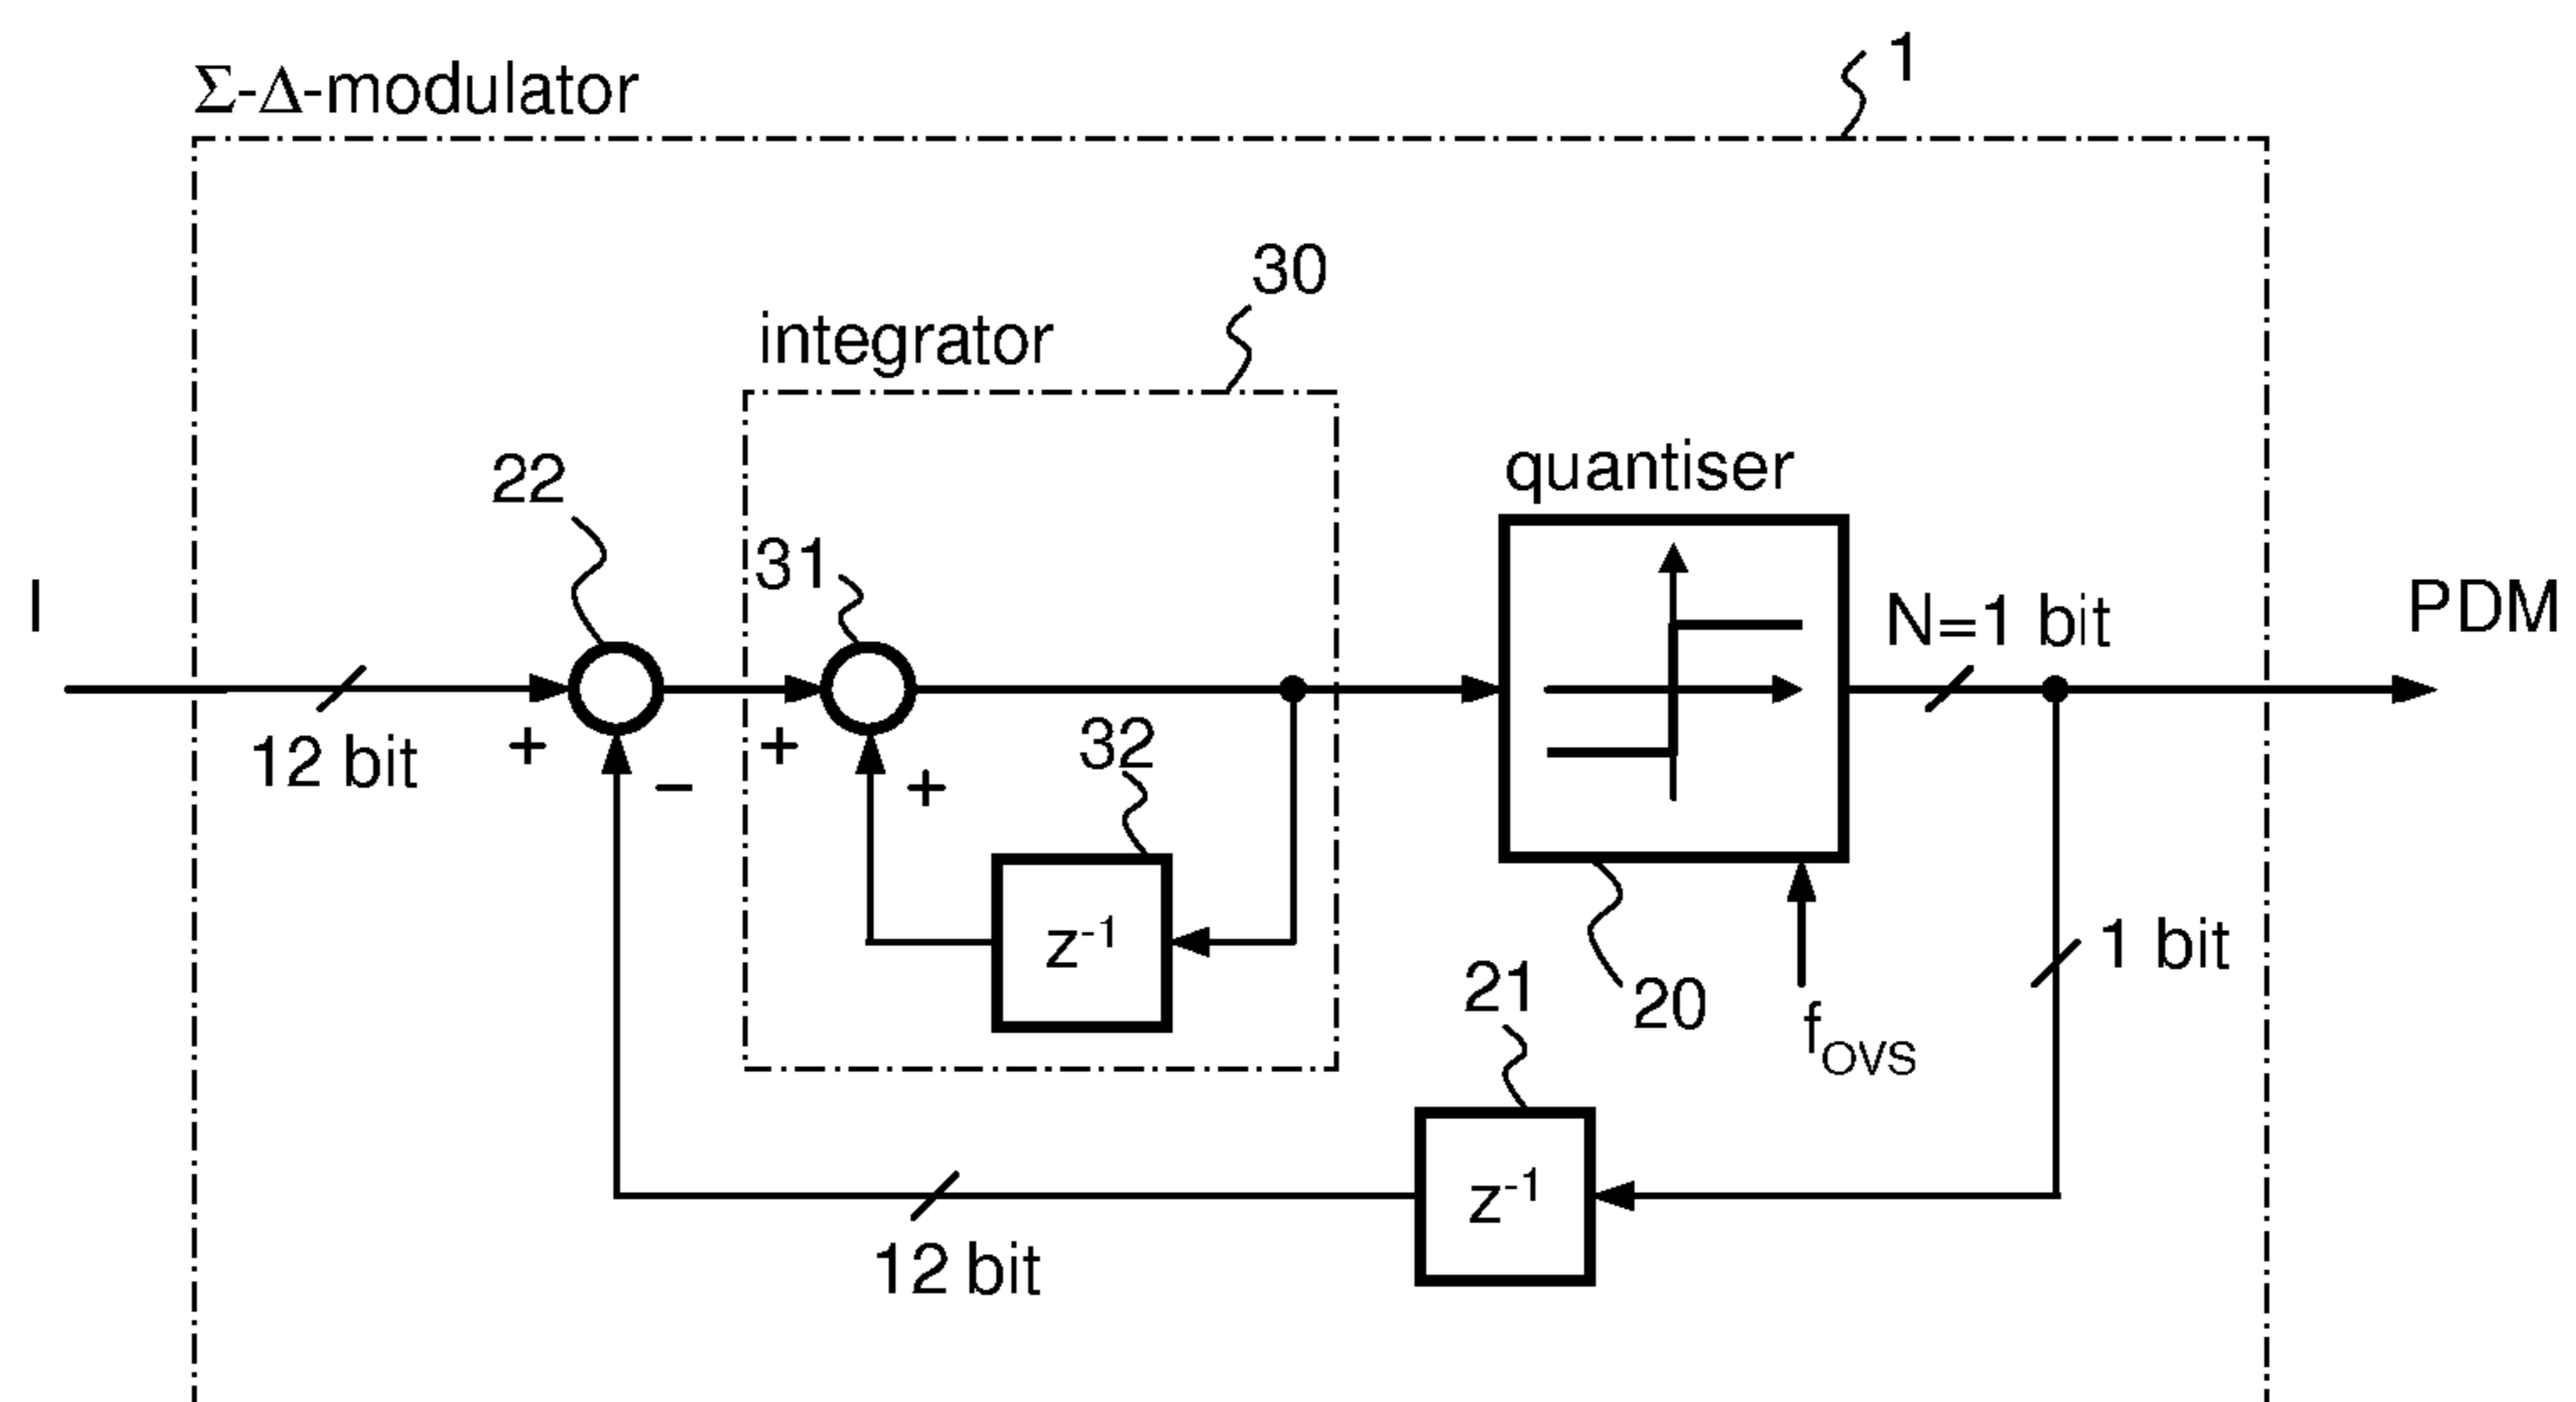 Σ-Δ-modulator
1
30
integrator
22
quantiser
31
I
N=1 bit
PDM
12 bit
+
−
+
+
32
z⁻¹
20
f_OVS
1 bit
21
z⁻¹
12 bit